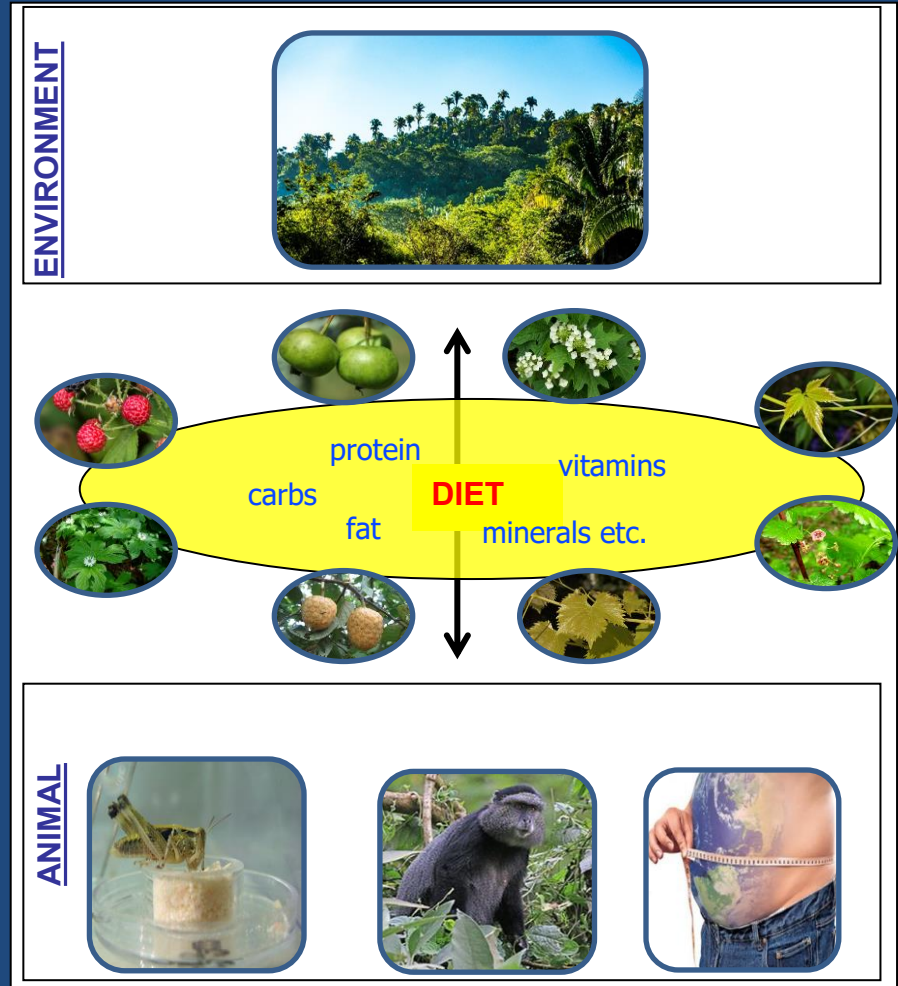 ENVIRONMENT
protein
vitamins
carbs
DIET
fat
minerals etc.
ANIMAL